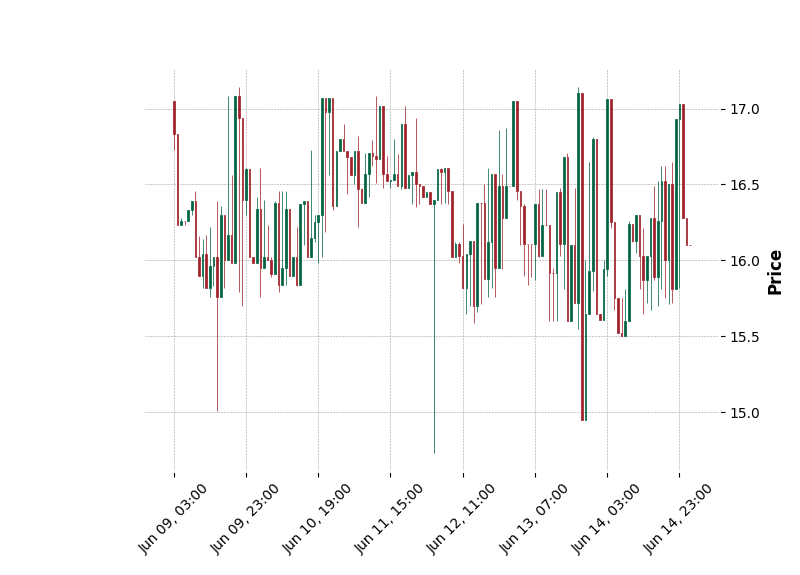 17.0
16.5
16.0
15.5
15.0
Price
Jun 09, 03:00
Jun 09, 23:00
Jun 10, 19:00
Jun 11, 15:00
Jun 12, 11:00
Jun 13, 07:00
Jun 14, 03:00
Jun 14, 23:00